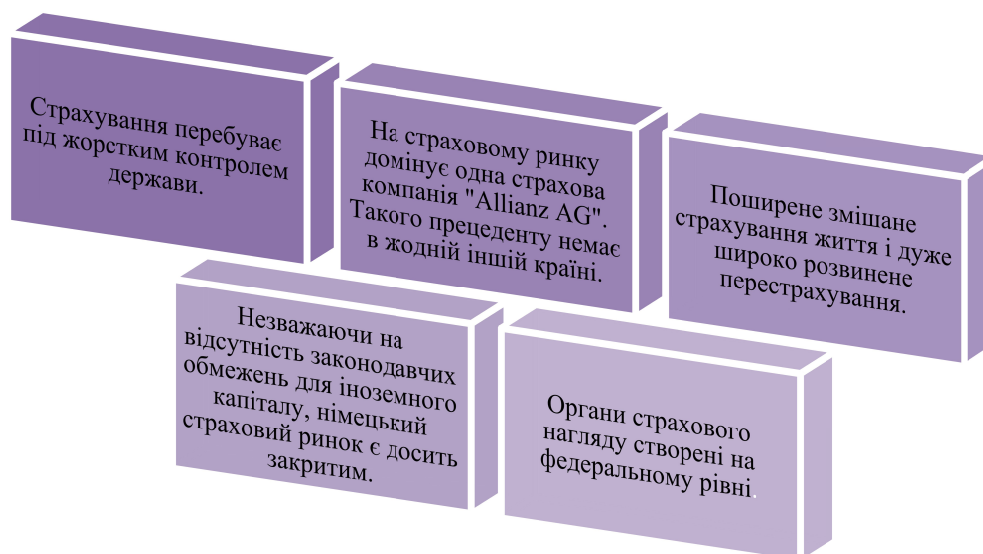 Страхування перебуває
під жорстким контролем
держави.
На страховому ринку
домінує одна страхова
компанія "Allianz AG".
Такого прецеденту немає
в жодній іншій країні.
Поширене змішане
страхування життя і дуже
широко розвинене
перестрахування.
Незважаючи на
відсутність законодавчих
обмежень для іноземного
капіталу, німецький
страховий ринок є досить
закритим.
Органи страхового
нагляду створені на
федеральному рівні.